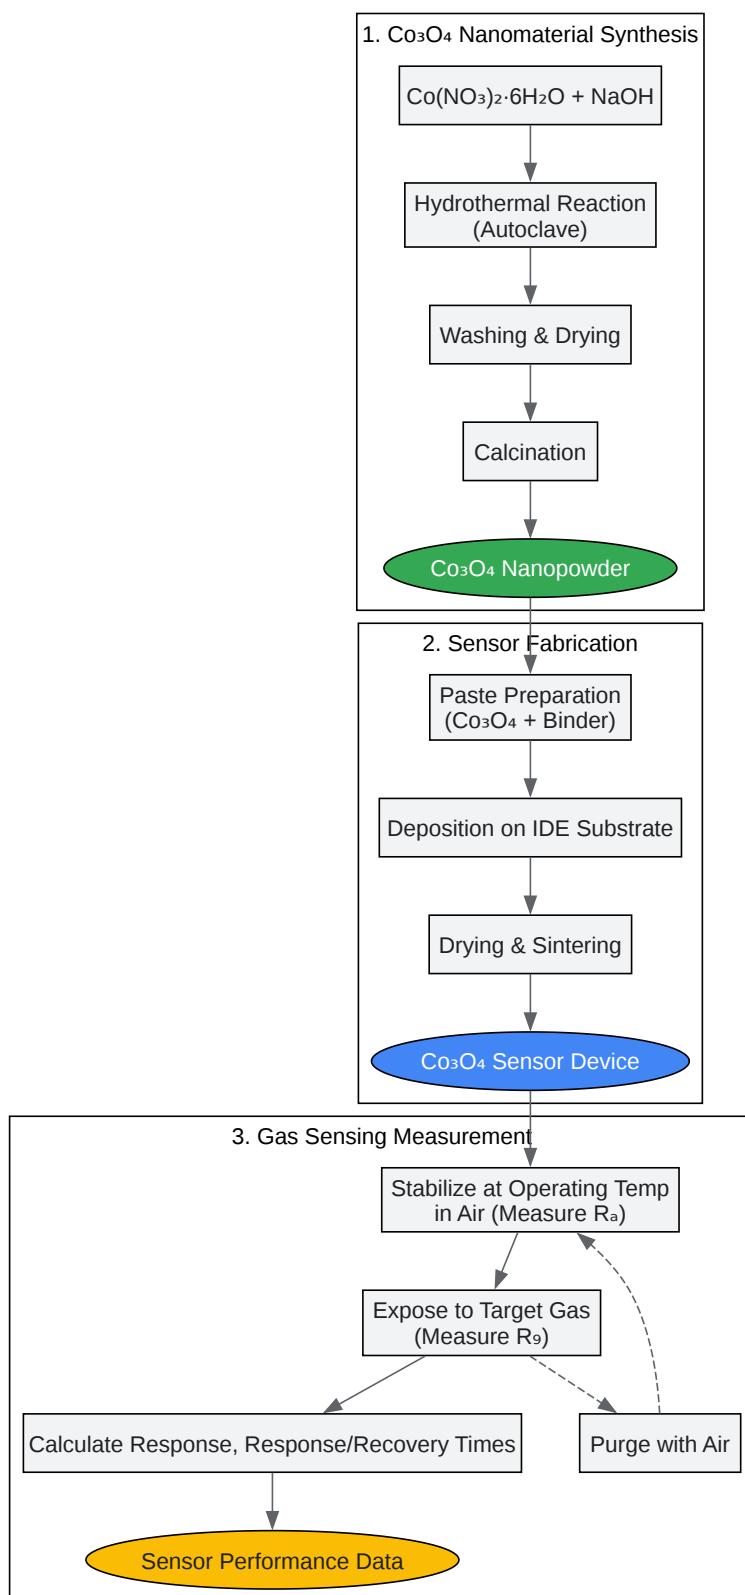 1. Co₃O₄ Nanomaterial Synthesis
Co(NO₃)₂·6H₂O + NaOH
Hydrothermal Reaction
(Autoclave)
Washing & Drying
Calcination
Co₃O₄ Nanopowder
2. Sensor Fabrication
Paste Preparation
(Co₃O₄ + Binder)
Deposition on IDE Substrate
Drying & Sintering
Co₃O₄ Sensor Device
3. Gas Sensing Measurement
Stabilize at Operating Temp
in Air (Measure Rₐ)
Expose to Target Gas
(Measure R₉)
Calculate Response, Response/Recovery Times
Purge with Air
Sensor Performance Data